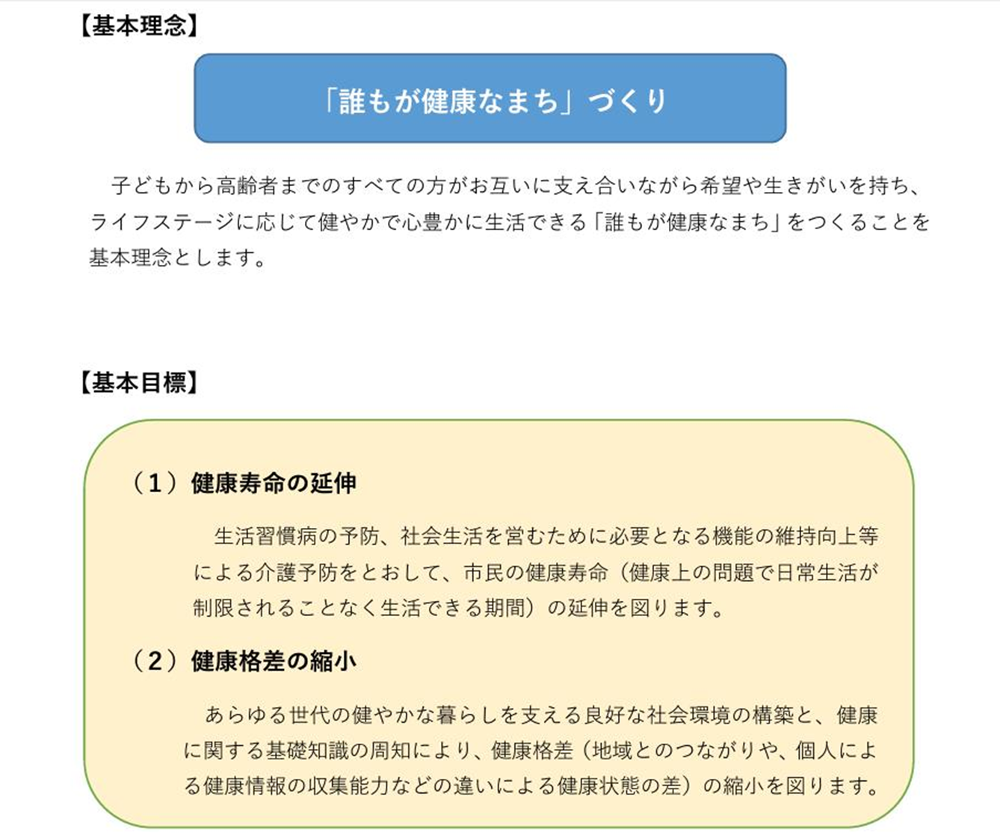 【基本理念】
「誰もが健康なまち」づくり
子どもから高齢者までのすべての方がお互いに支え合いながら希望や生きがいを持ち、
ライフステージに応じて健やかで心豊かに生活できる「誰もが健康なまち」をつくることを
基本理念とします。
【基本目標】
（1）健康寿命の延伸
生活習慣病の予防、社会生活を営むために必要となる機能の維持向上等
による介護予防をとおして、市民の健康寿命（健康上の問題で日常生活が
制限されることなく生活できる期間）の延伸を図ります。
（2）健康格差の縮小
あらゆる世代の健やかな暮らしを支える良好な社会環境の構築と、健康
に関する基礎知識の周知により、健康格差（地域とのつながりや、個人によ
る健康情報の収集能力などの違いによる健康状態の差）の縮小を図ります。